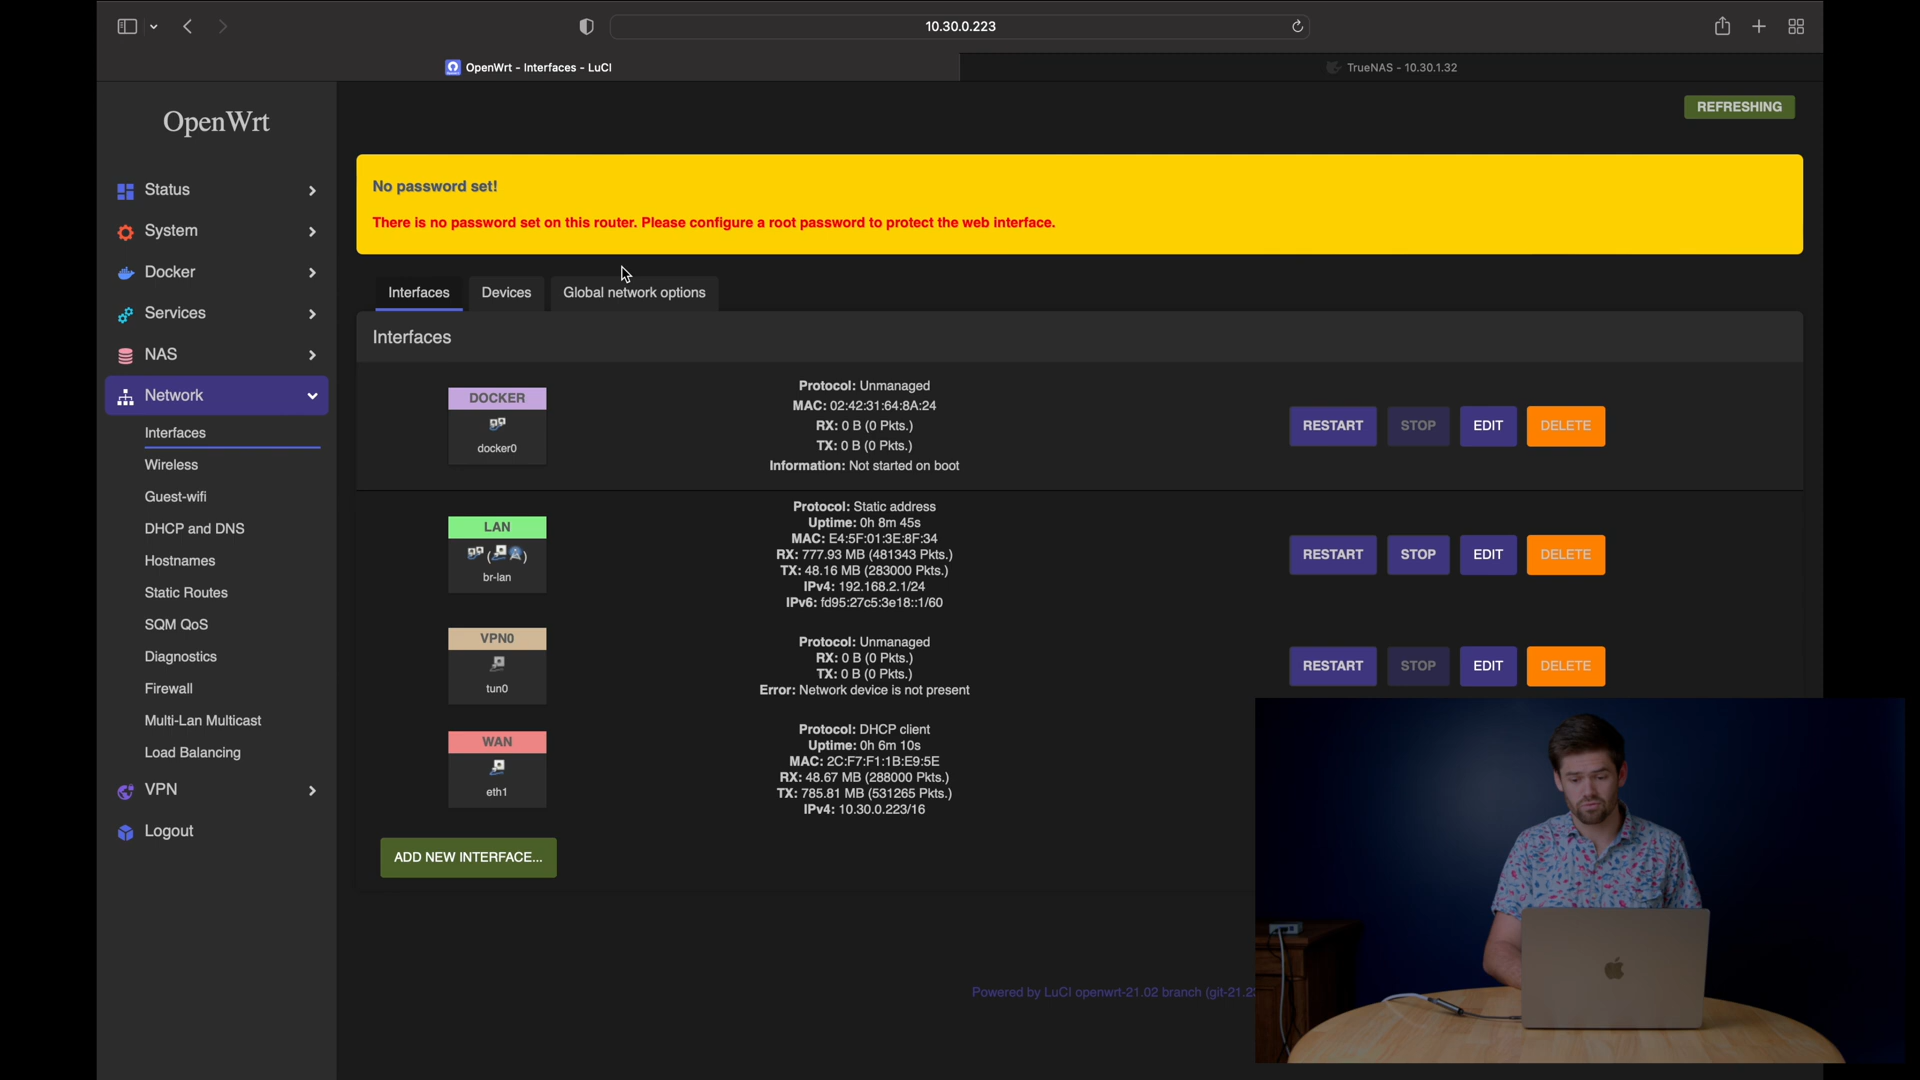 10.30.0.223
OpenWrt - Interfaces - LuCI
TrueNAS - 10.30.1.32
OpenWrt
REFRESHING
Status
System
Docker
Services
NAS
Network
Interfaces
Wireless
Guest-wifi
DHCP and DNS
Hostnames
Static Routes
SQM QoS
Diagnostics
Firewall
Multi-Lan Multicast
Load Balancing
VPN
Logout
No password set!
There is no password set on this router. Please configure a root password to protect the web interface.
Interfaces
Devices
Global network options
Interfaces
DOCKER
docker0
Protocol: Unmanaged
MAC: 02:42:31:64:8A:24
RX: 0 B (0 Pkts.)
TX: 0 B (0 Pkts.)
Information: Not started on boot
RESTART
STOP
EDIT
DELETE
LAN
br-lan
Protocol: Static address
Uptime: 0h 8m 45s
MAC: E4:5F:01:3E:8F:34
RX: 777.93 MB (481343 Pkts.)
TX: 48.16 MB (283000 Pkts.)
IPv4: 192.168.2.1/24
IPv6: fd95:27c5:3e18::1/60
RESTART
STOP
EDIT
DELETE
VPN0
tun0
Protocol: Unmanaged
RX: 0 B (0 Pkts.)
TX: 0 B (0 Pkts.)
Error: Network device is not present
RESTART
STOP
EDIT
DELETE
WAN
eth1
Protocol: DHCP client
Uptime: 0h 6m 10s
MAC: 2C:F7:F1:1B:E9:5E
RX: 48.67 MB (288000 Pkts.)
TX: 785.81 MB (531265 Pkts.)
IPv4: 10.30.0.223/16
ADD NEW INTERFACE...
Powered by LuCI openwrt-21.02 branch (git-21.23